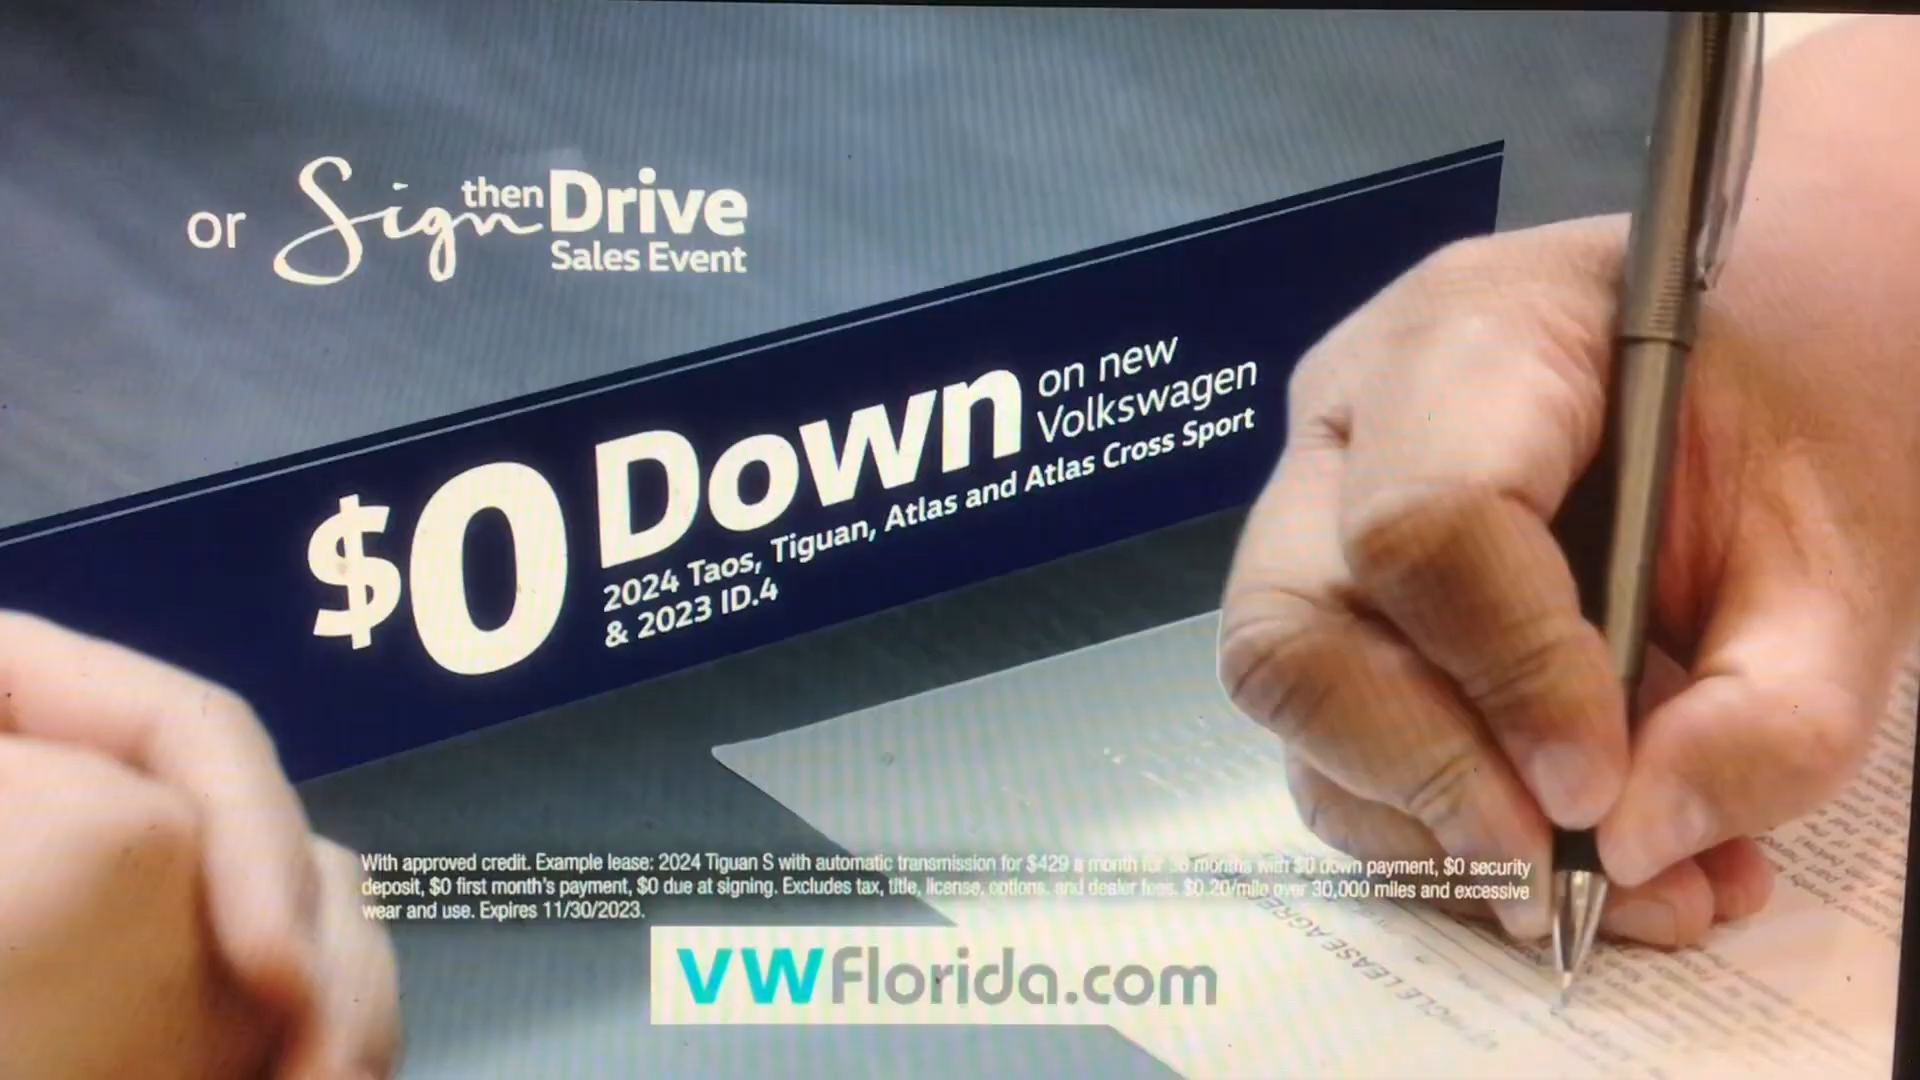 or Sign then Drive
Sales Event
$0 Down on new
Volkswagen
2024 Taos, Tiguan, Atlas and Atlas Cross Sport
& 2023 ID.4
With approved credit. Example lease: 2024 Tiguan S with automatic transmission for $429 a month for 36 months with $0 down payment, $0 security
deposit, $0 first month's payment, $0 due at signing. Excludes tax, title, license, options, and dealer fees. $0.20/mile over 30,000 miles and excessive
wear and use. Expires 11/30/2023.
VWFlorida.com
LEASE